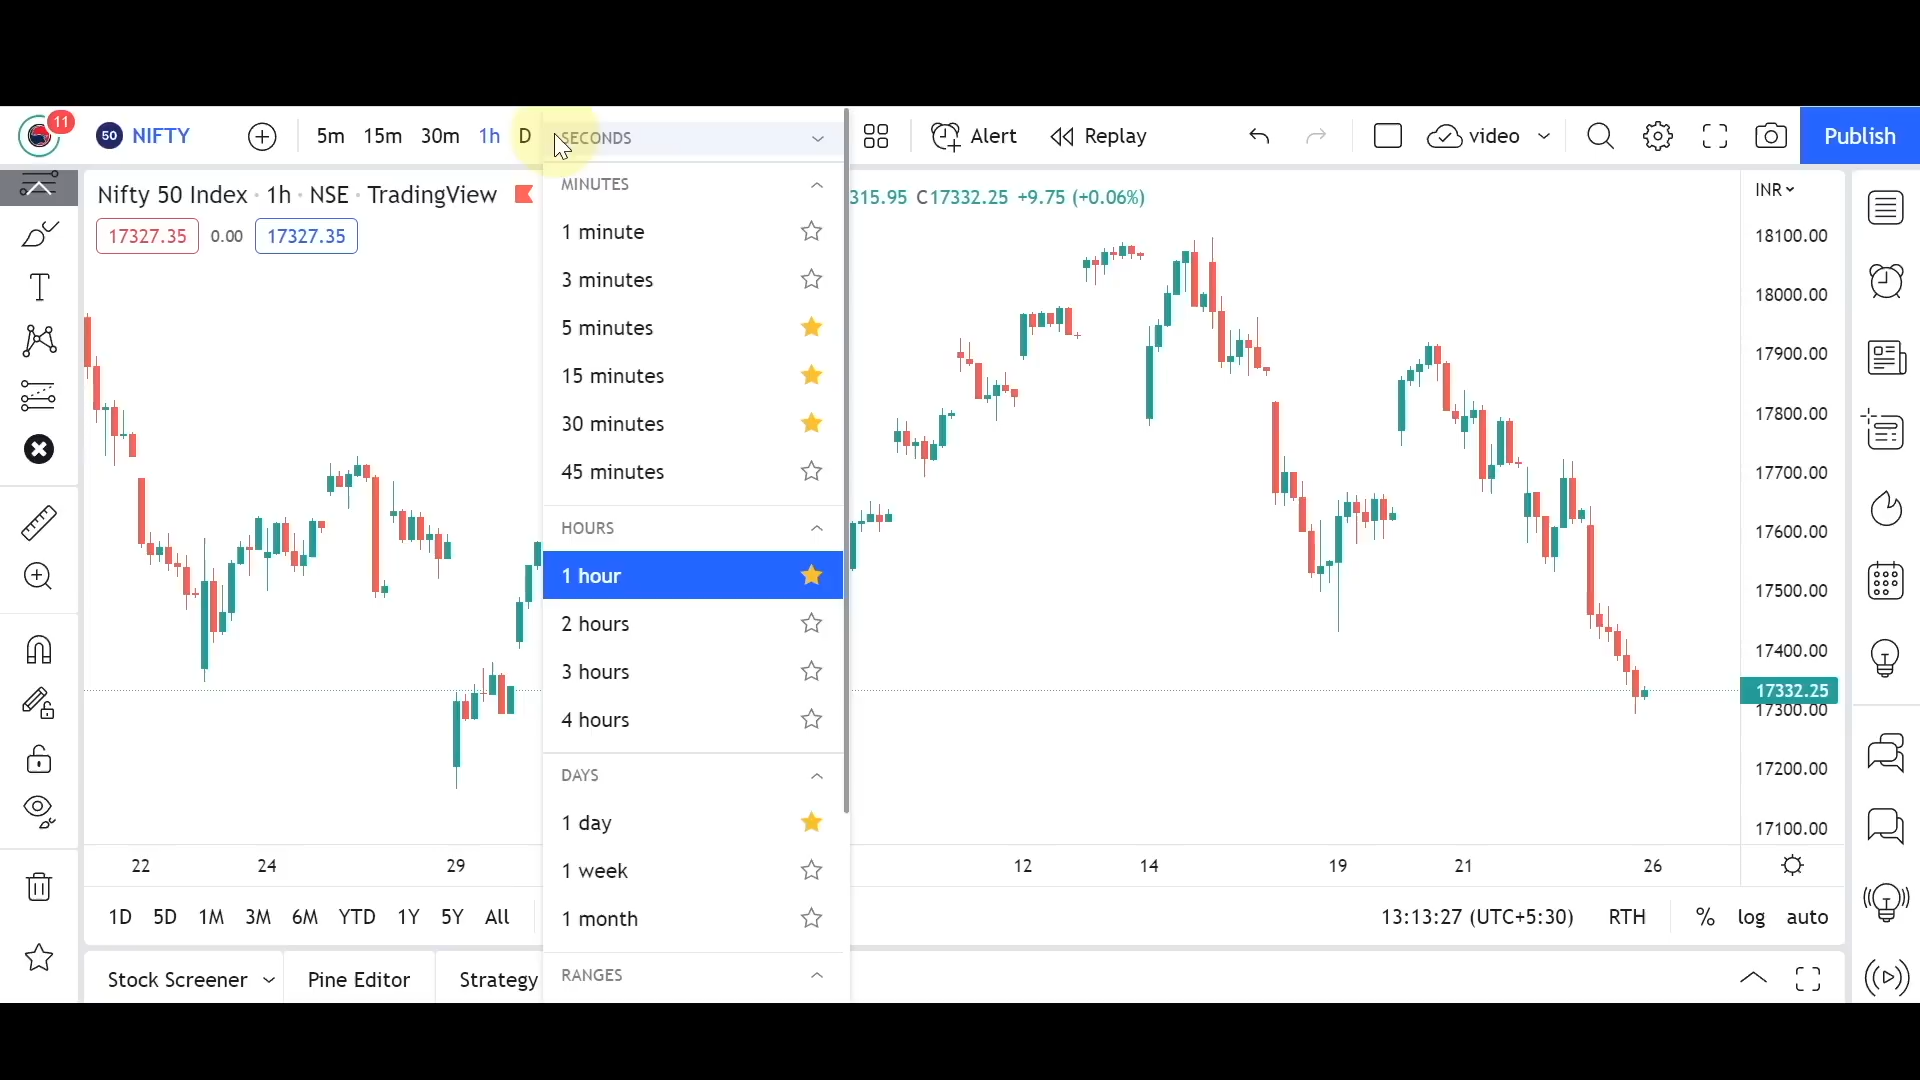 11
50 NIFTY 5m 15m 30m 1h D Alert Replay video Publish
Nifty 50 Index · 1h · NSE · TradingView
315.95 C17332.25 +9.75 (+0.06%)
INR
17327.35 0.00 17327.35
SECONDS
MINUTES
1 minute
3 minutes
5 minutes
15 minutes
30 minutes
45 minutes
HOURS
1 hour
2 hours
3 hours
4 hours
DAYS
1 day
1 week
1 month
RANGES
18100.00
18000.00
17900.00
17800.00
17700.00
17600.00
17500.00
17400.00
17332.25
17300.00
17200.00
17100.00
22 24 29 12 14 19 21 26
1D 5D 1M 3M 6M YTD 1Y 5Y All
13:13:27 (UTC+5:30) RTH % log auto
Stock Screener Pine Editor Strategy